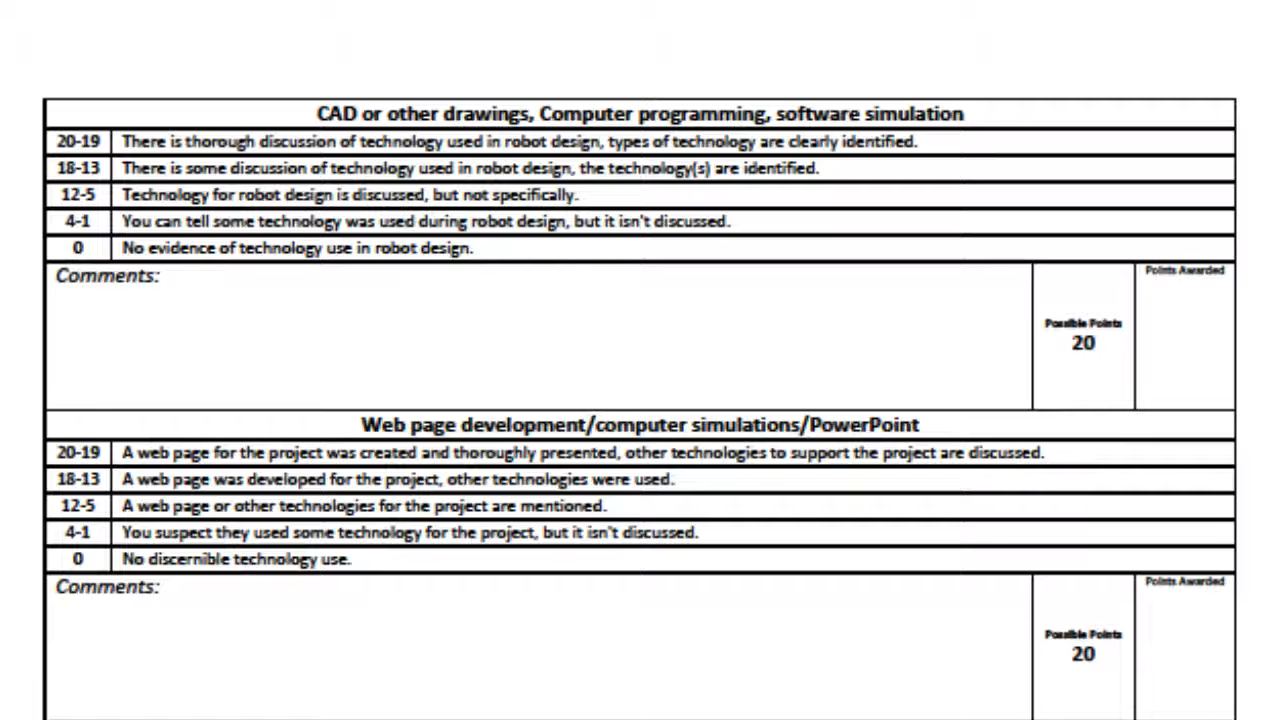 CAD or other drawings, Computer programming, software simulation
20-19 There is thorough discussion of technology used in robot design, types of technology are clearly identified.
18-13 There is some discussion of technology used in robot design, the technology(s) are identified.
12-5 Technology for robot design is discussed, but not specifically.
4-1 You can tell some technology was used during robot design, but it isn't discussed.
0 No evidence of technology use in robot design.
Comments:
Points Awarded
Possible Points
20
Web page development/computer simulations/PowerPoint
20-19 A web page for the project was created and thoroughly presented, other technologies to support the project are discussed.
18-13 A web page was developed for the project, other technologies were used.
12-5 A web page or other technologies for the project are mentioned.
4-1 You suspect they used some technology for the project, but it isn't discussed.
0 No discernible technology use.
Comments:
Points Awarded
Possible Points
20